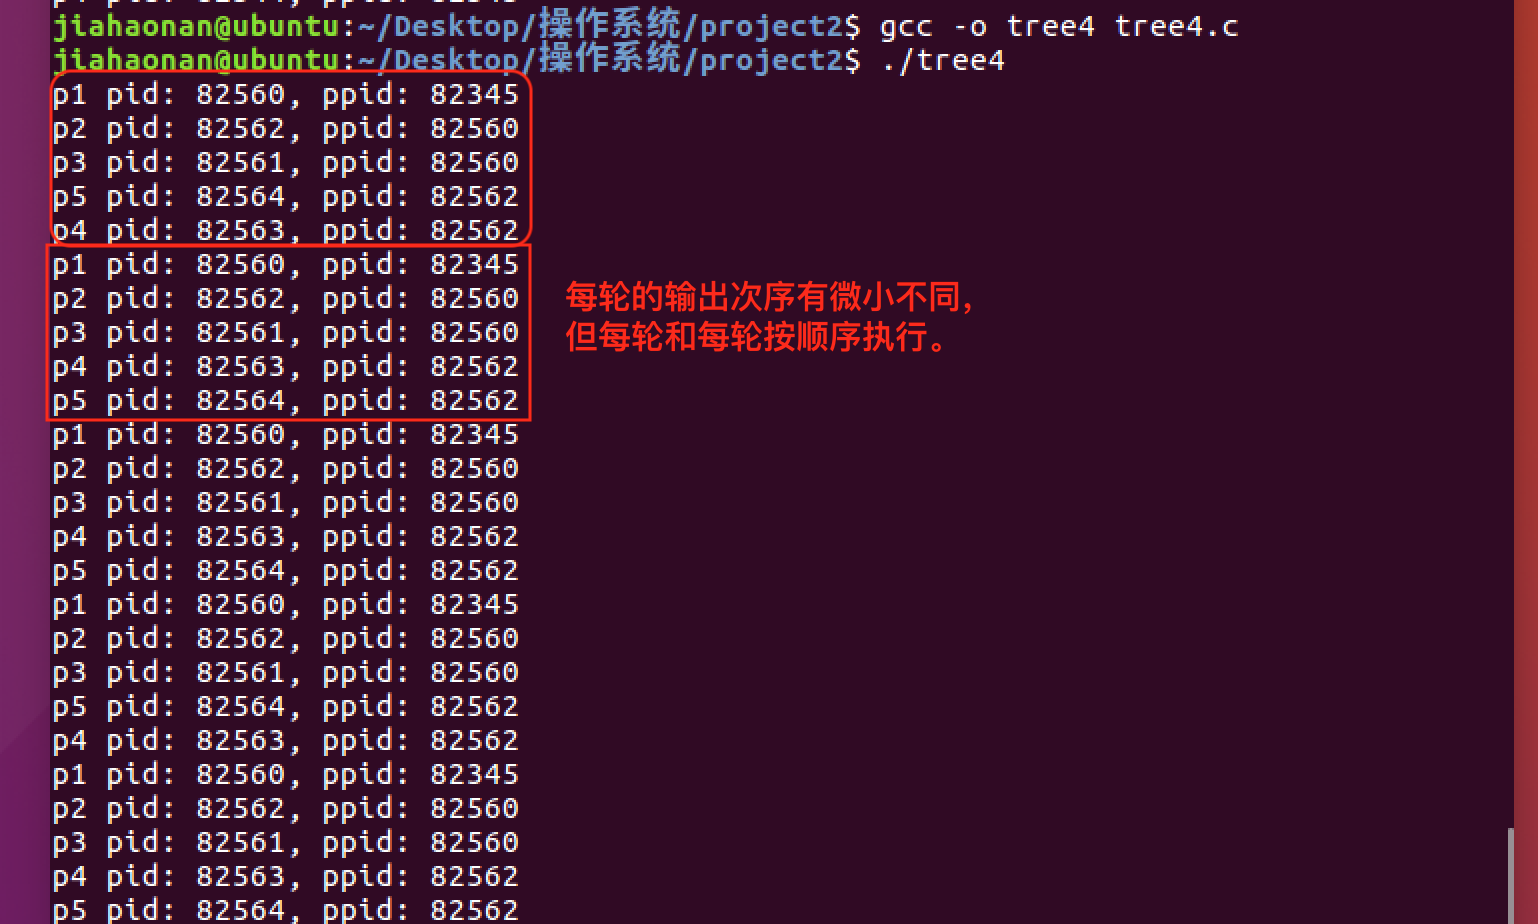 jiahaonan@ubuntu:~/Desktop/操作系统/project2$ gcc -o tree4 tree4.c
jiahaonan@ubuntu:~/Desktop/操作系统/project2$ ./tree4
p1 pid: 82560, ppid: 82345
p2 pid: 82562, ppid: 82560
p3 pid: 82561, ppid: 82560
p5 pid: 82564, ppid: 82562
p4 pid: 82563, ppid: 82562
p1 pid: 82560, ppid: 82345
p2 pid: 82562, ppid: 82560
p3 pid: 82561, ppid: 82560
p4 pid: 82563, ppid: 82562
p5 pid: 82564, ppid: 82562
每轮的输出次序有微小不同，
但每轮和每轮按顺序执行。
p1 pid: 82560, ppid: 82345
p2 pid: 82562, ppid: 82560
p3 pid: 82561, ppid: 82560
p4 pid: 82563, ppid: 82562
p5 pid: 82564, ppid: 82562
p1 pid: 82560, ppid: 82345
p2 pid: 82562, ppid: 82560
p3 pid: 82561, ppid: 82560
p5 pid: 82564, ppid: 82562
p4 pid: 82563, ppid: 82562
p1 pid: 82560, ppid: 82345
p2 pid: 82562, ppid: 82560
p3 pid: 82561, ppid: 82560
p4 pid: 82563, ppid: 82562
p5 pid: 82564, ppid: 82562